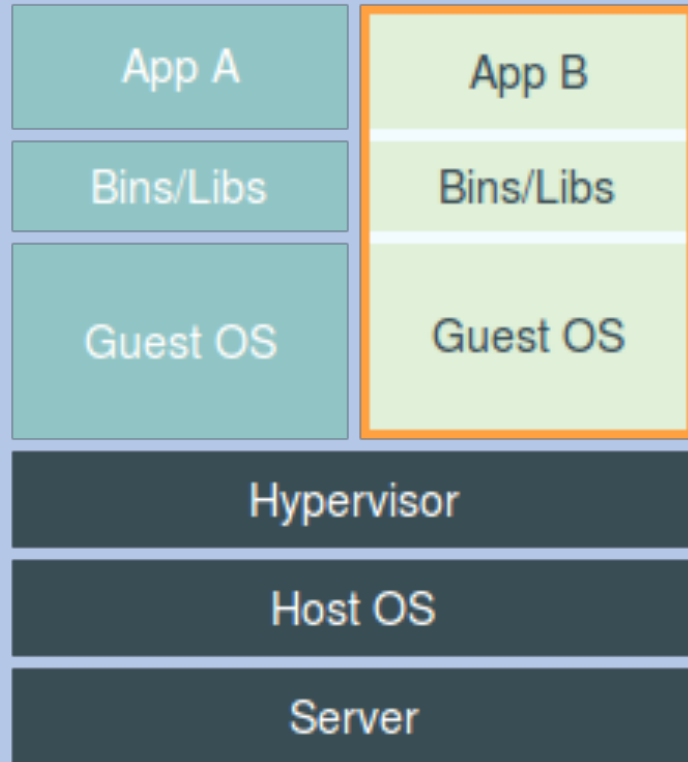 App A
App B
Bins/Libs
Bins/Libs
Guest OS
Guest OS
Hypervisor
Host OS
Server